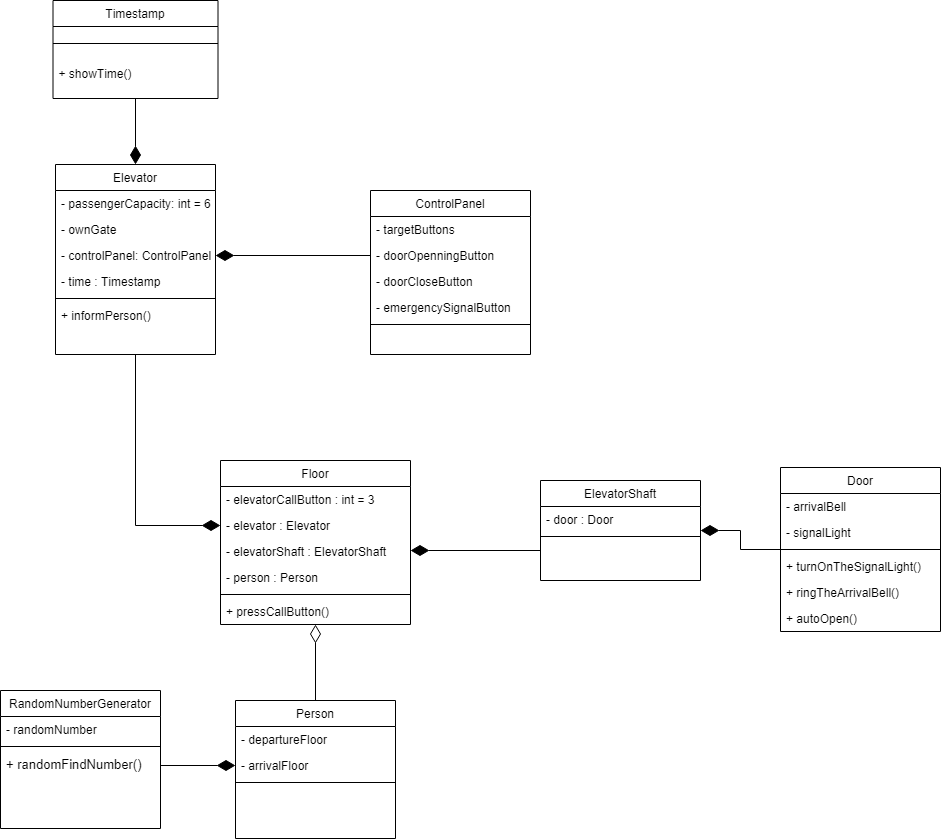 Timestamp
+ showTime()
Elevator
- passengerCapacity: int = 6
- ownGate
- controlPanel: ControlPanel
- time : Timestamp
+ informPerson()
ControlPanel
- targetButtons
- doorOpenningButton
- doorCloseButton
- emergencySignalButton
Floor
- elevatorCallButton : int = 3
- elevator : Elevator
- elevatorShaft : ElevatorShaft
- person : Person
+ pressCallButton()
ElevatorShaft
- door : Door
Door
- arrivalBell
- signalLight
+ turnOnTheSignalLight()
+ ringTheArrivalBell()
+ autoOpen()
RandomNumberGenerator
- randomNumber
+ randomFindNumber()
Person
- departureFloor
- arrivalFloor